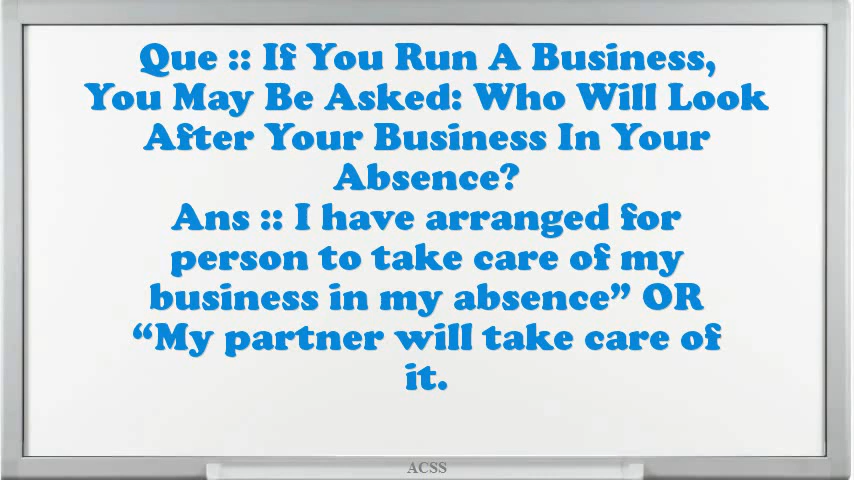 Que :: If You Run A Business,
You May Be Asked: Who Will Look
After Your Business In Your
Absence?
Ans :: I have arranged for
person to take care of my
business in my absence” OR
“My partner will take care of
it.
ACSS